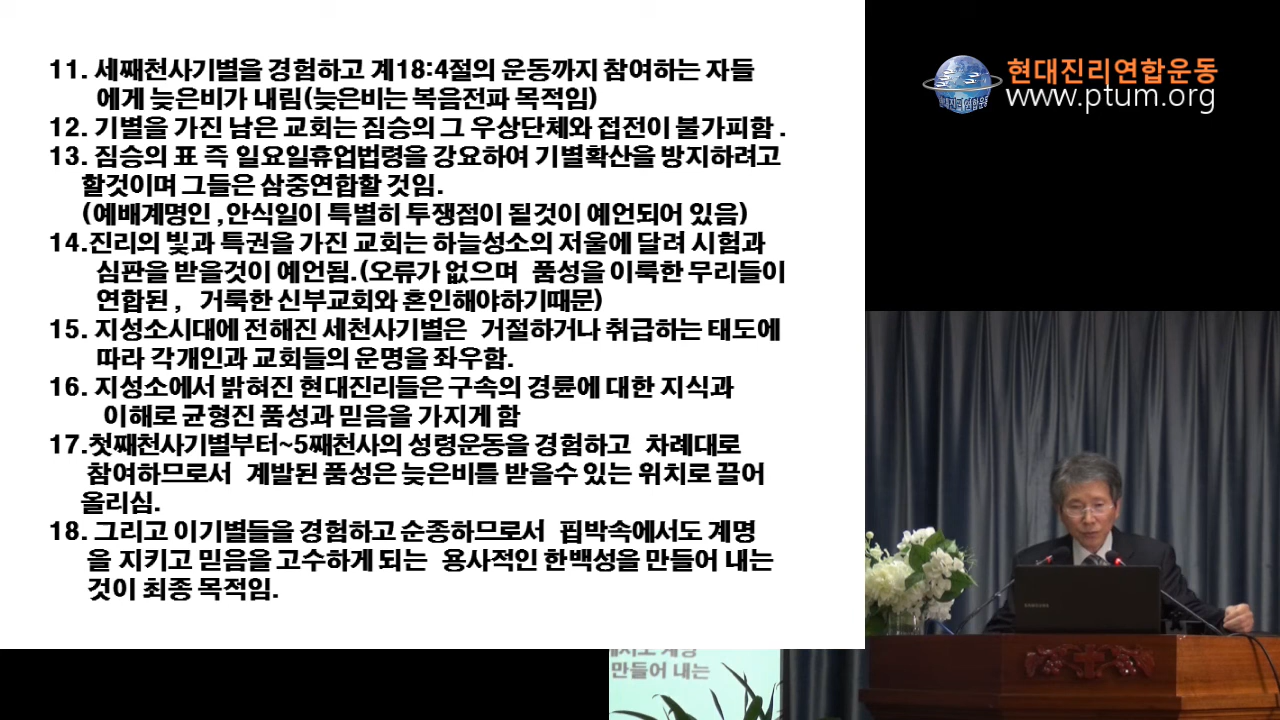 11. 세째천사기별을 경험하고 계18:4절의 운동까지 참여하는 자들
에게 늦은비가 내림(늦은비는 복음전파 목적임)
12. 기별을 가진 남은 교회는 짐승의 그 우상단체와 접전이 불가피함 .
13. 짐승의 표 즉 일요일휴업법령을 강요하여 기별확산을 방지하려고
할것이며 그들은 삼중연합할 것임.
(예배계명인 ,안식일이 특별히 투쟁점이 될것이 예언되어 있음)
14.진리의 빛과 특권을 가진 교회는 하늘성소의 저울에 달려 시험과
심판을 받을것이 예언됨.(오류가 없으며 품성을 이룩한 무리들이
연합된 , 거룩한 신부교회와 혼인해야하기때문)
15. 지성소시대에 전해진 세천사기별은 거절하거나 취급하는 태도에
따라 각개인과 교회들의 운명을 좌우함.
16. 지성소에서 밝혀진 현대진리들은 구속의 경륜에 대한 지식과
이해로 균형진 품성과 믿음을 가지게 함
17.첫째천사기별부터~5째천사의 성령운동을 경험하고 차례대로
참여하므로서 계발된 품성은 늦은비를 받을수 있는 위치로 끌어
올리심.
18. 그리고 이기별들을 경험하고 순종하므로서 핍박속에서도 계명
을 지키고 믿음을 고수하게 되는 용사적인 한백성을 만들어 내는
것이 최종 목적임.
현대진리연합운동
현대진리 연합운동
www.ptum.org
SAMSUNG
에서도 계명
만들어 내는